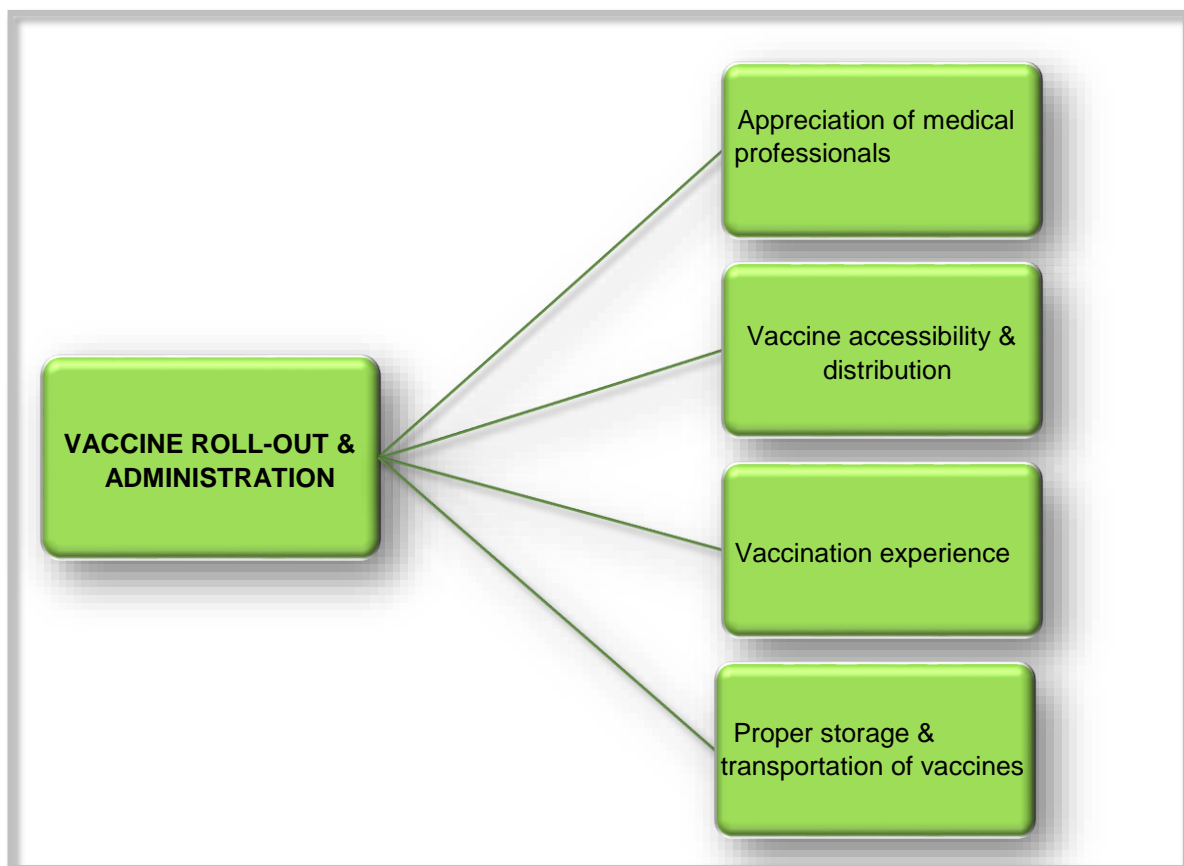 VACCINE ROLL-OUT &
ADMINISTRATION
Appreciation of medical
professionals
Vaccine accessibility &
distribution
Vaccination experience
Proper storage &
transportation of vaccines